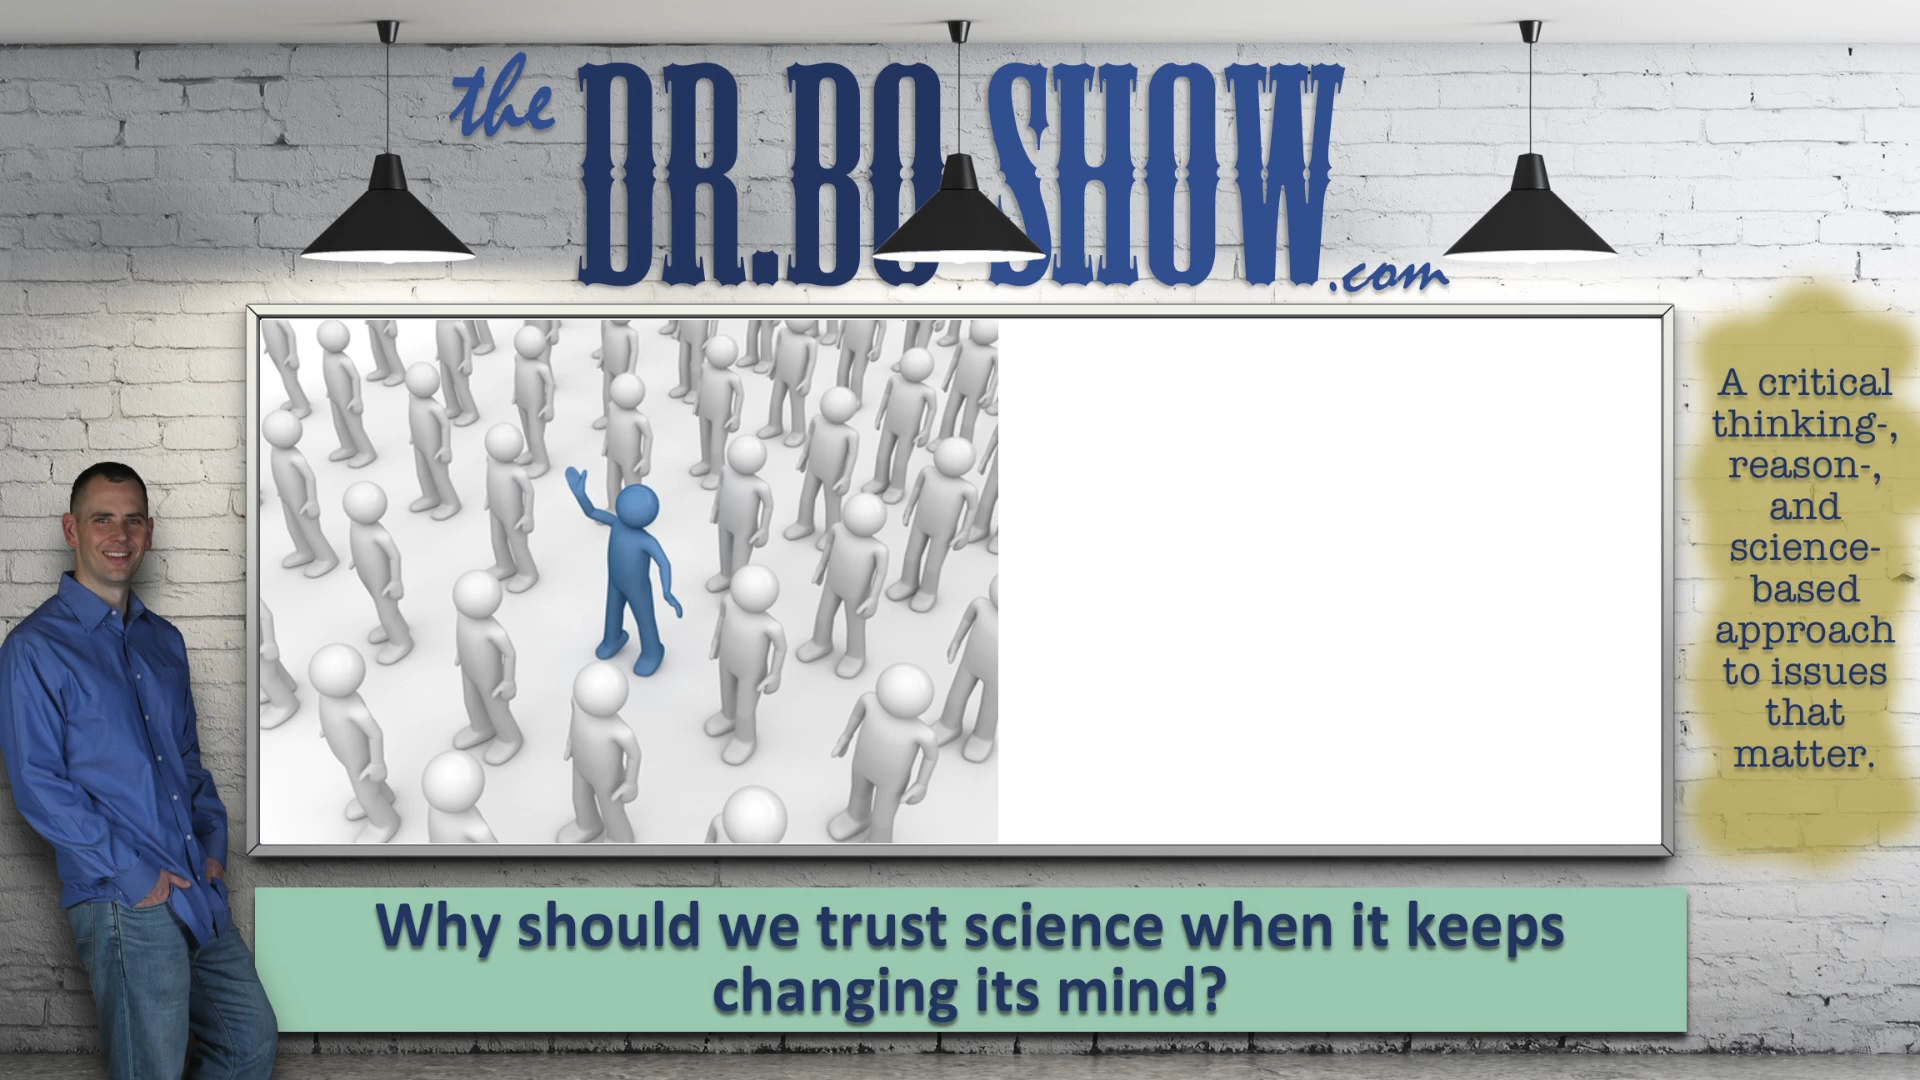 the DR. BO SHOW .com
A critical
thinking-,
reason-,
and
science-
based
approach
to issues
that
matter.
Why should we trust science when it keeps
changing its mind?